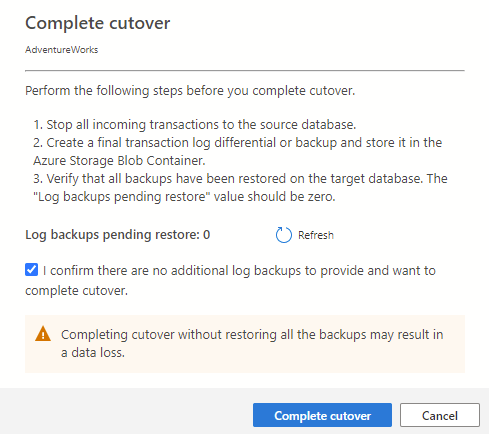 Complete cutover
AdventureWorks
Perform the following steps before you complete cutover.
1. Stop all incoming transactions to the source database.
2. Create a final transaction log differential or backup and store it in the
Azure Storage Blob Container.
3. Verify that all backups have been restored on the target database. The
"Log backups pending restore" value should be zero.
Log backups pending restore: 0
Refresh
I confirm there are no additional log backups to provide and want to
complete cutover.
Completing cutover without restoring all the backups may result in
a data loss.
Complete cutover
Cancel